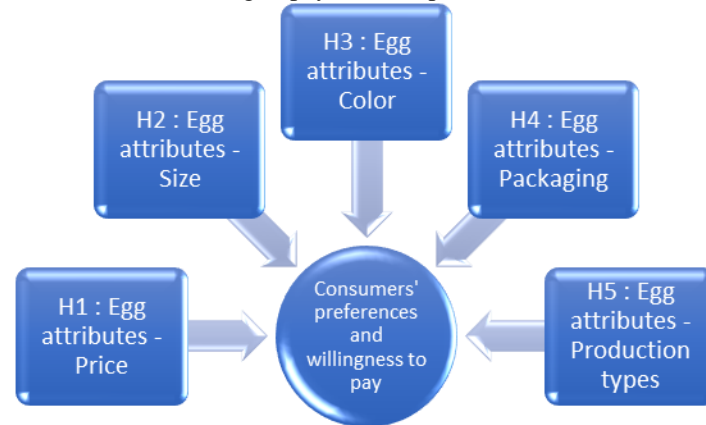 H3 : Egg
attributes -
Color
H2 : Egg
attributes -
Size
H4 : Egg
attributes -
Packaging
H1 : Egg
attributes -
Price
Consumers'
preferences
and
willingness to
pay
H5 : Egg
attributes -
Production
types